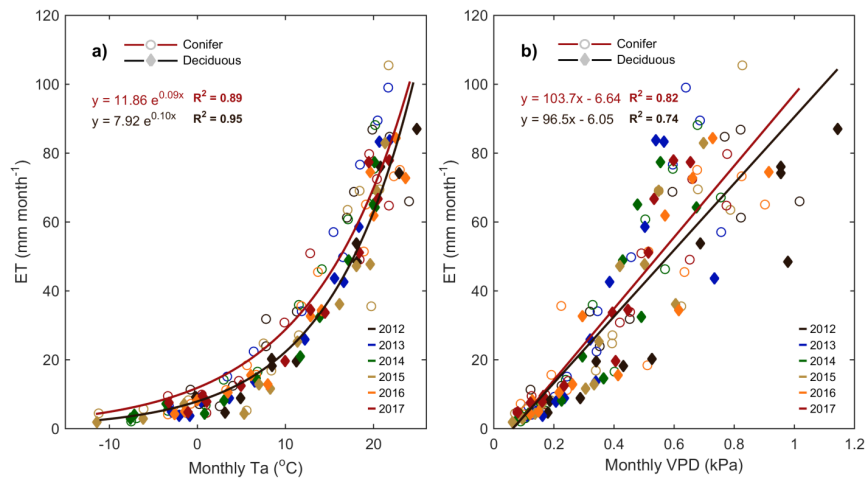 a)
Conifer
Deciduous
y = 11.86 e^0.09x R² = 0.89
y = 7.92 e^0.10x R² = 0.95
ET (mm month⁻¹)
120
100
80
60
40
20
0
-10
0
10
20
Monthly Ta (°C)
2012
2013
2014
2015
2016
2017
b)
Conifer
Deciduous
y = 103.7x - 6.64 R² = 0.82
y = 96.5x - 6.05 R² = 0.74
ET (mm month⁻¹)
120
100
80
60
40
20
0
0
0.2
0.4
0.6
0.8
1
1.2
Monthly VPD (kPa)
2012
2013
2014
2015
2016
2017